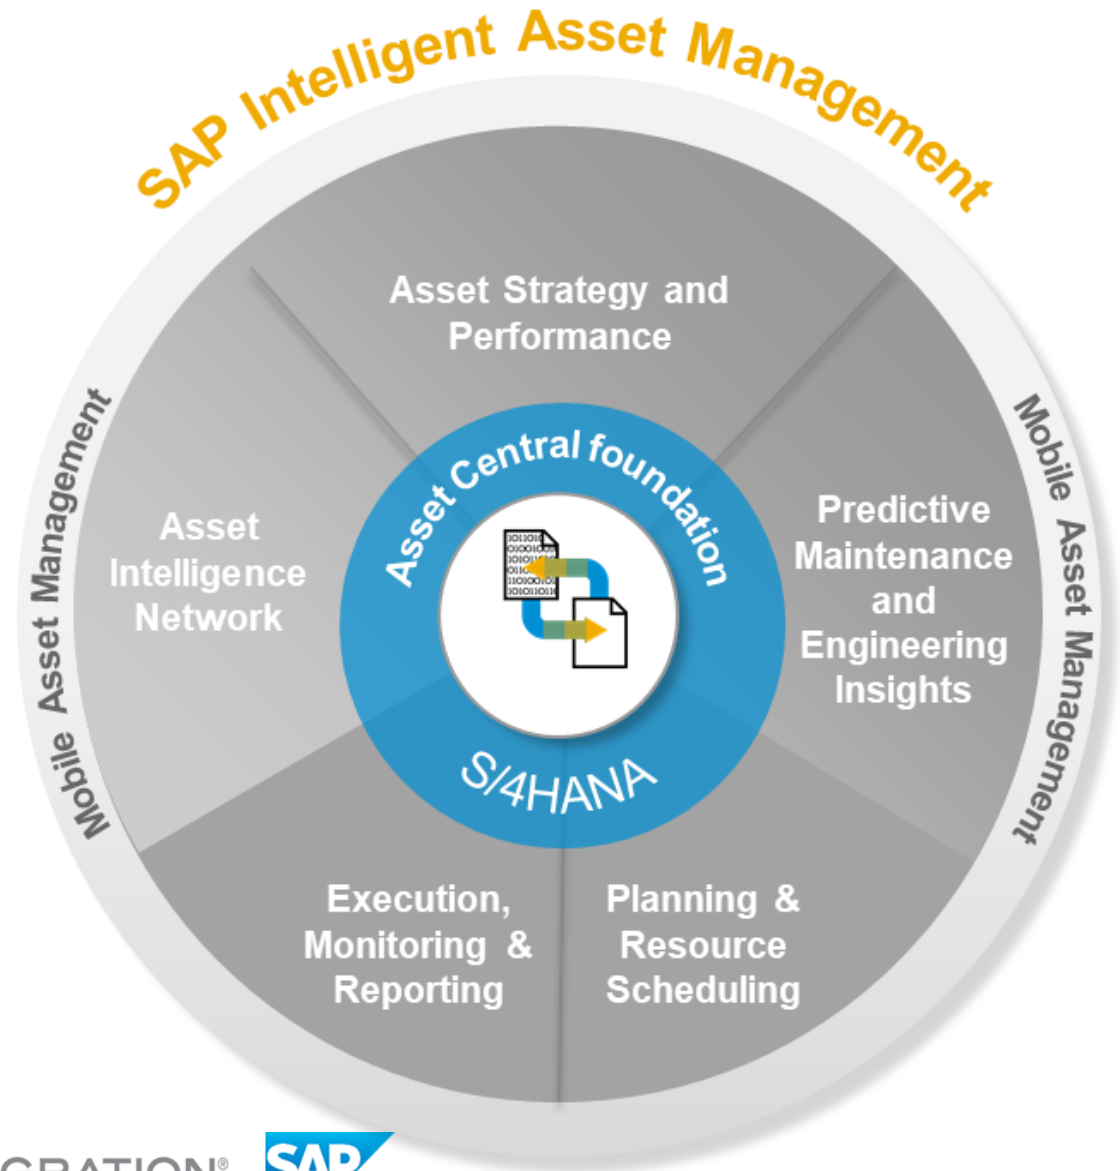 SAP Intelligent Asset Management
Asset Strategy and
Performance
Asset Central foundation
Mobile Asset Management
Mobile Asset Management
Asset
Intelligence
Network
Predictive
Maintenance
and
Engineering
Insights
S/4HANA
Execution,
Monitoring &
Reporting
Planning &
Resource
Scheduling
SAP